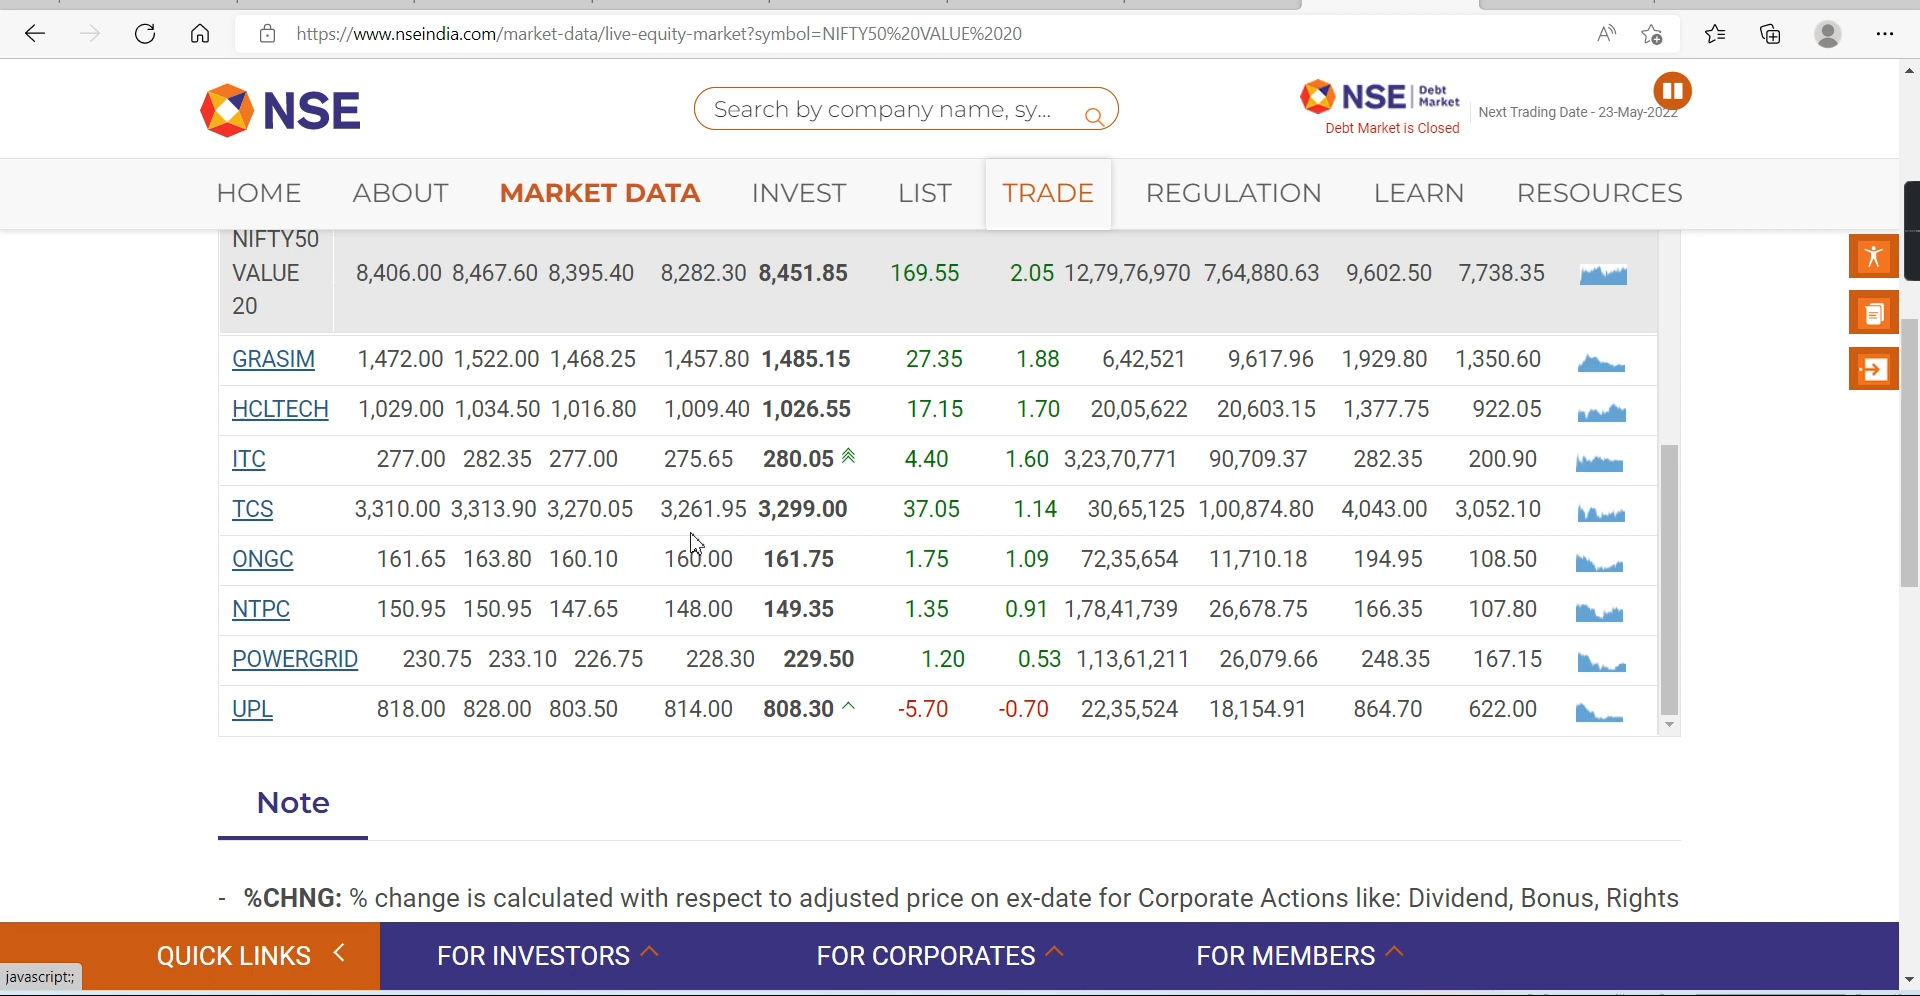 https://www.nseindia.com/market-data/live-equity-market?symbol=NIFTY50%20VALUE%2020
NSE
Search by company name, sy...
NSE Debt Market
Debt Market is Closed
Next Trading Date - 23-May-2022
HOME ABOUT MARKET DATA INVEST LIST TRADE REGULATION LEARN RESOURCES
NIFTY50
VALUE 8,406.00 8,467.60 8,395.40 8,282.30 8,451.85 169.55 2.05 12,79,76,970 7,64,880.63 9,602.50 7,738.35
20
GRASIM 1,472.00 1,522.00 1,468.25 1,457.80 1,485.15 27.35 1.88 6,42,521 9,617.96 1,929.80 1,350.60
HCLTECH 1,029.00 1,034.50 1,016.80 1,009.40 1,026.55 17.15 1.70 20,05,622 20,603.15 1,377.75 922.05
ITC 277.00 282.35 277.00 275.65 280.05 4.40 1.60 3,23,70,771 90,709.37 282.35 200.90
TCS 3,310.00 3,313.90 3,270.05 3,261.95 3,299.00 37.05 1.14 30,65,125 1,00,874.80 4,043.00 3,052.10
ONGC 161.65 163.80 160.10 160.00 161.75 1.75 1.09 72,35,654 11,710.18 194.95 108.50
NTPC 150.95 150.95 147.65 148.00 149.35 1.35 0.91 1,78,41,739 26,678.75 166.35 107.80
POWERGRID 230.75 233.10 226.75 228.30 229.50 1.20 0.53 1,13,61,211 26,079.66 248.35 167.15
UPL 818.00 828.00 803.50 814.00 808.30 -5.70 -0.70 22,35,524 18,154.91 864.70 622.00
Note
- %CHNG: % change is calculated with respect to adjusted price on ex-date for Corporate Actions like: Dividend, Bonus, Rights
QUICK LINKS FOR INVESTORS FOR CORPORATES FOR MEMBERS
javascript:;